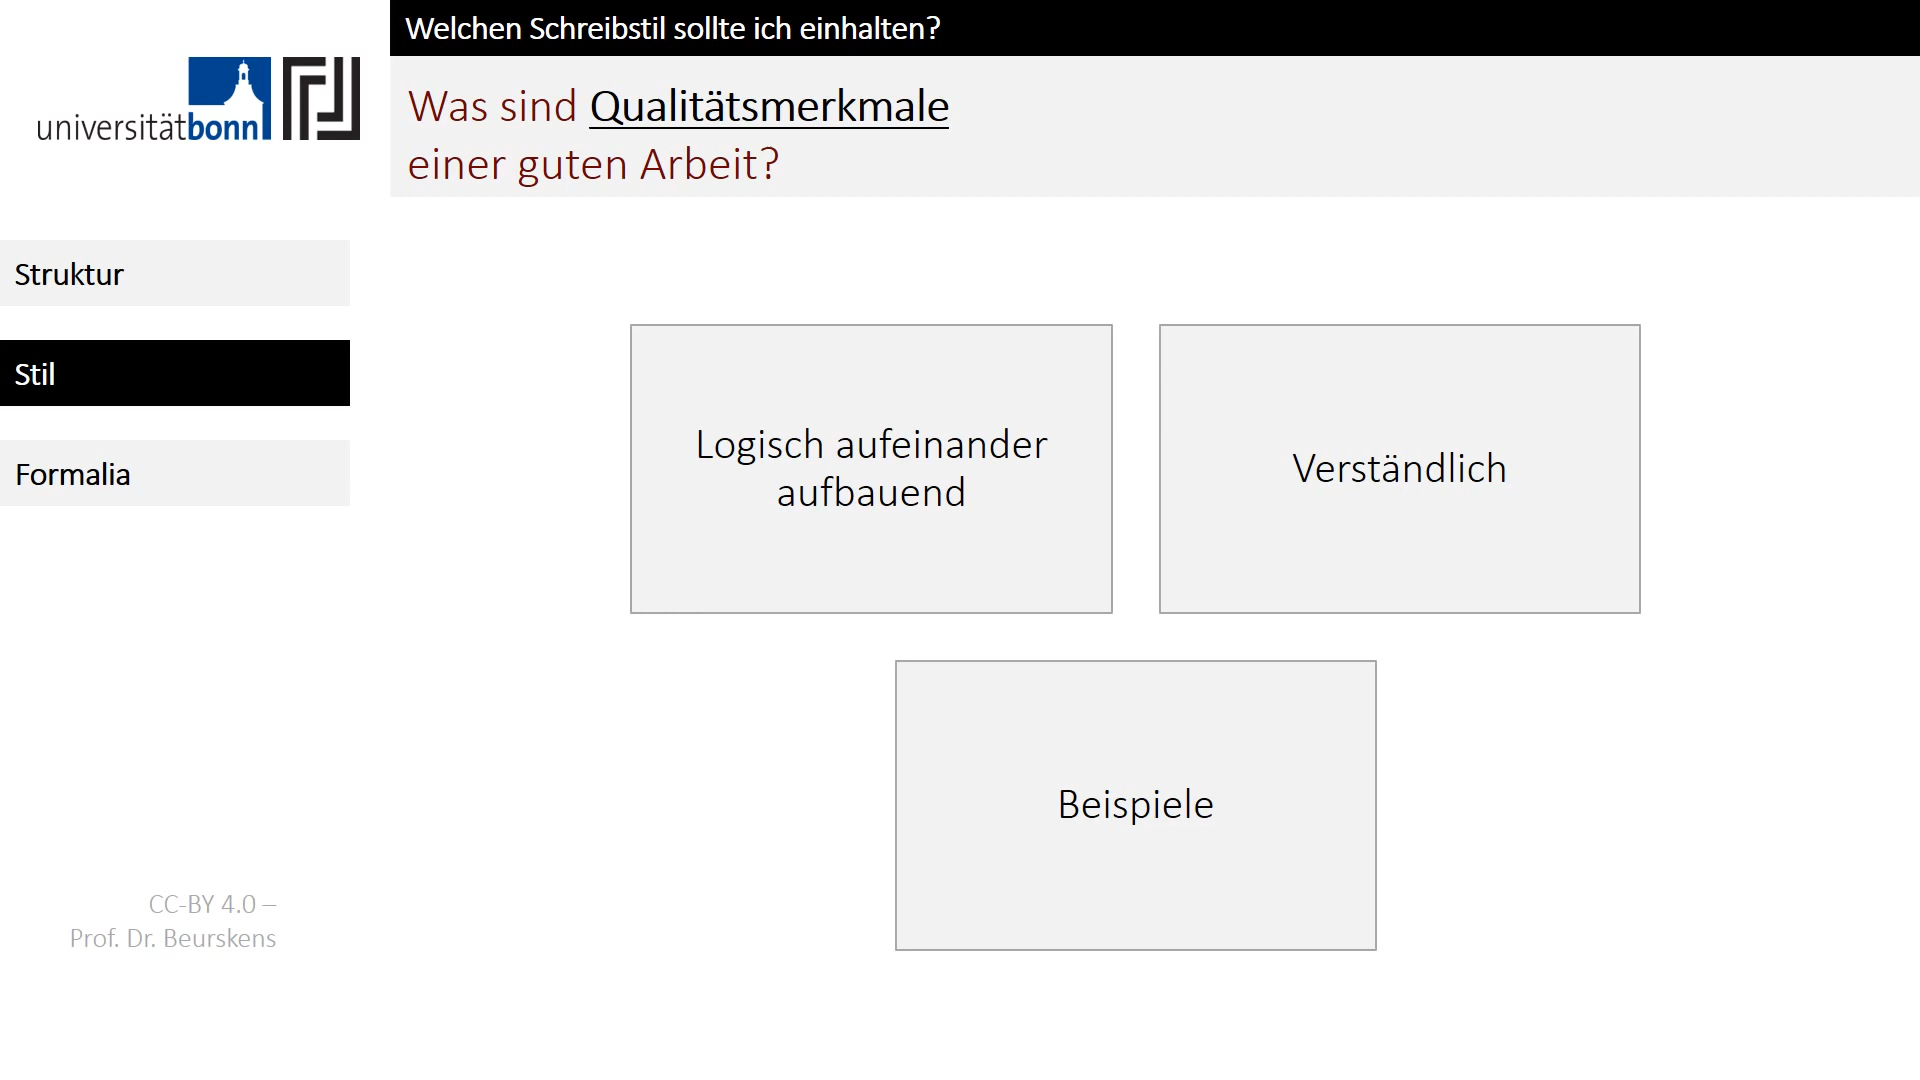 Welchen Schreibstil sollte ich einhalten?
universitätbonn
Was sind Qualitätsmerkmale
einer guten Arbeit?
Struktur
Stil
Formalia
Logisch aufeinander
aufbauend
Verständlich
Beispiele
CC-BY 4.0 –
Prof. Dr. Beurskens